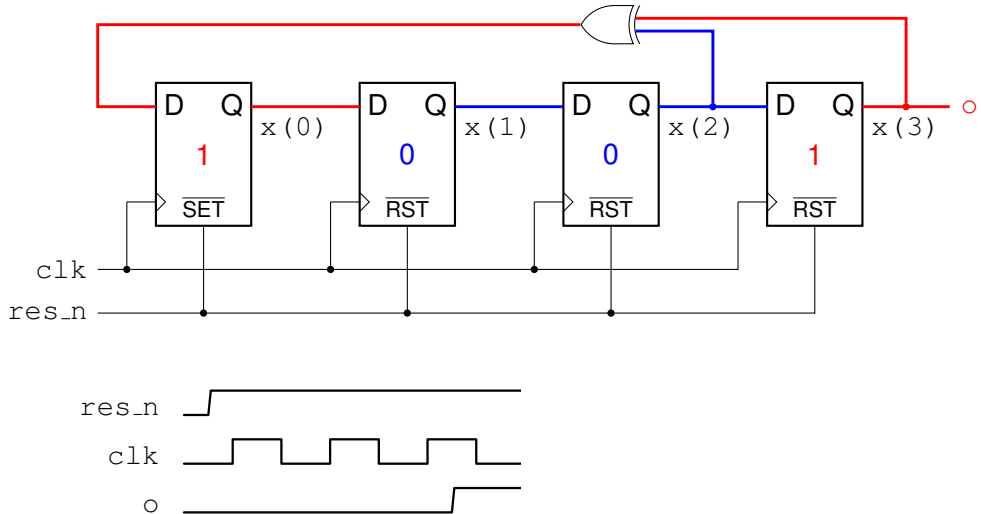 D Q D Q D Q D Q
x(0) x(1) x(2) x(3) o
1 0 0 1
SET RST RST RST
clk
res_n
res_n
clk
o